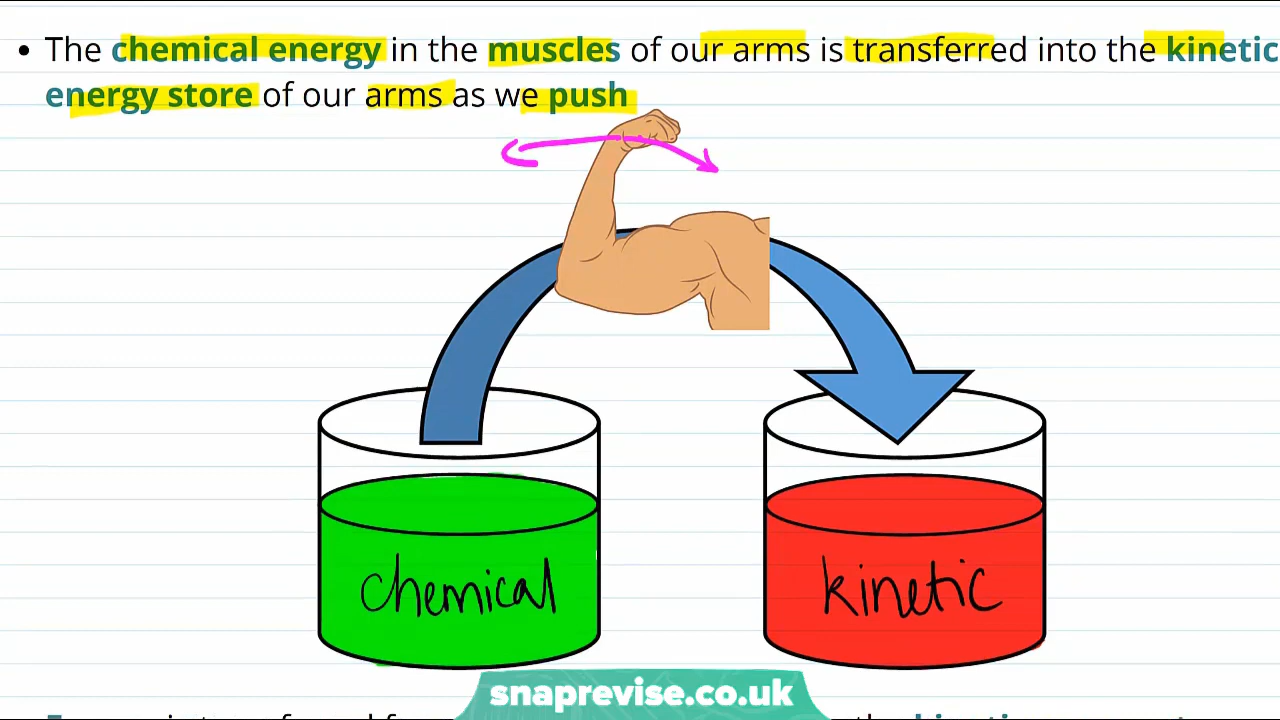 • The chemical energy in the muscles of our arms is transferred into the kinetic
energy store of our arms as we push
chemical
kinetic
snaprevise.co.uk